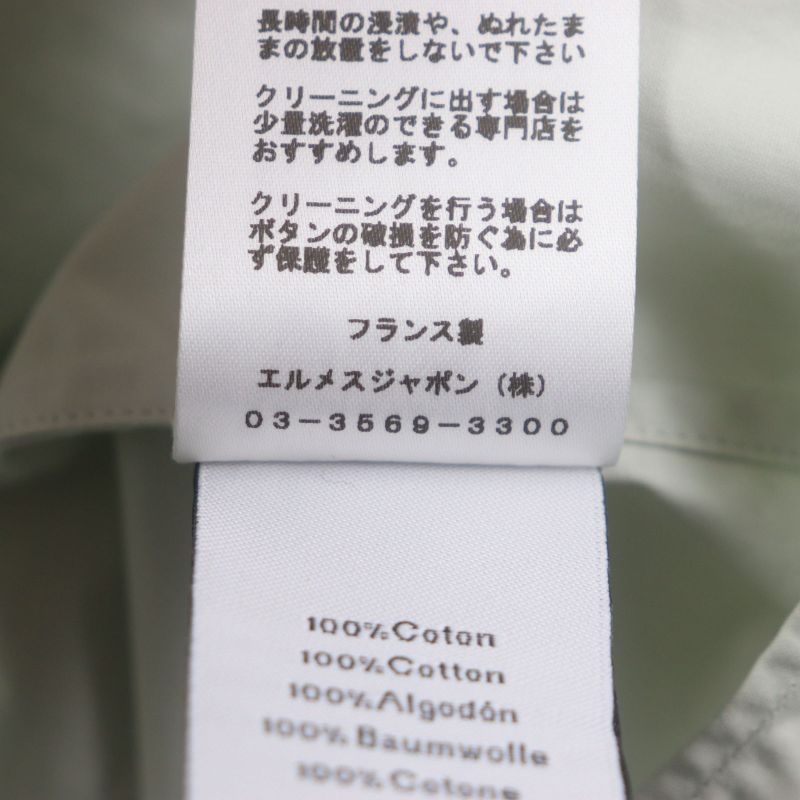 長時間の浸漬や、ぬれたま
まの放置をしないで下さい
クリーニングに出す場合は
少量洗濯のできる専門店を
おすすめします。
クリーニングを行う場合は
ボタンの破損を防ぐ為に必
ず保護をして下さい。
フランス製
エルメスジャポン（株）
03-3569-3300
100%Coton
100%Cotton
100%Algodón
100%Baumwolle
100%Cotone